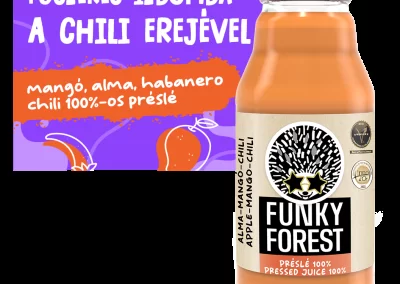 A CHILI EREJÉVEL
mangó, alma, habanero
chili 100%-os préslé
ALMA-MANGÓ-CHILI
APPLE-MANGO-CHILI
FUNKY
FOREST
PRÉSLÉ 100%
PRESSED JUICE 100%